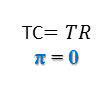 TC= TR
π = 0